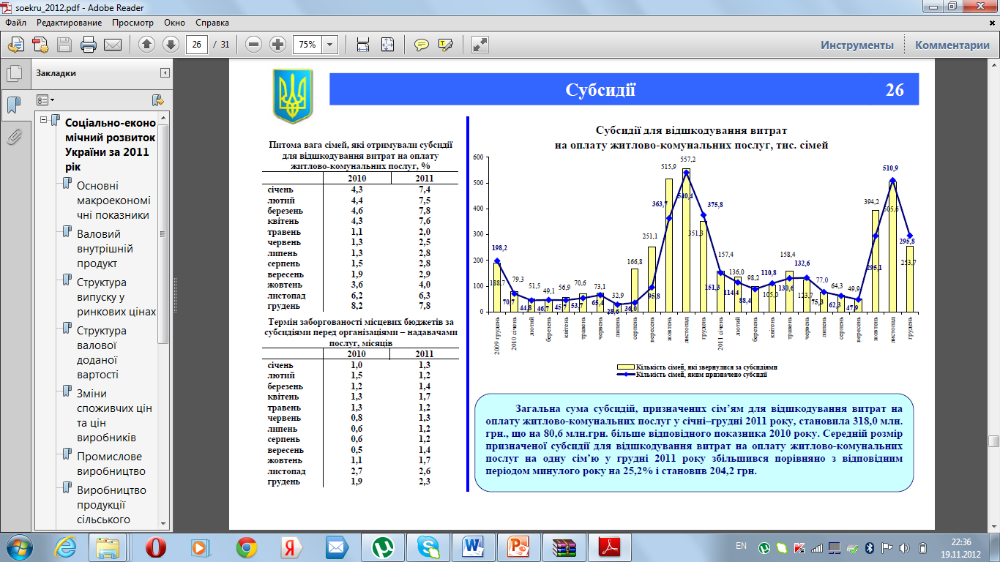 soekru_2012.pdf - Adobe Reader
Файл Редактирование Просмотр Окно Справка
26 / 31 75% Инструменты Комментарии
Закладки
Соціально-еконо
мічний розвиток
України за 2011
рік
Основні
макроекономі
чні показники
Валовий
внутрішній
продукт
Структура
випуску у
ринкових цінах
Структура
валової
доданої
вартості
Зміни
споживчих цін
та цін
виробників
Промислове
виробництво
Виробництво
продукції
сільського
Субсидії 26
Питома вага сімей, які отримували субсидії
для відшкодування витрат на оплату
житлово-комунальних послуг, %
2010 2011
січень 4,3 7,4
лютий 4,4 7,5
березень 4,6 7,8
квітень 4,3 7,6
травень 1,1 2,0
червень 1,3 2,5
липень 1,3 2,8
серпень 1,5 2,8
вересень 1,9 2,9
жовтень 3,6 4,0
листопад 6,2 6,3
грудень 8,2 7,8
Термін заборгованості місцевих бюджетів за
субсидіями перед організаціями – надавачами
послуг, місяців
2010 2011
січень 1,0 1,3
лютий 1,5 1,2
березень 1,2 1,4
квітень 1,3 1,7
травень 1,3 1,2
червень 0,8 1,3
липень 0,6 1,2
серпень 0,6 1,2
вересень 0,5 1,4
жовтень 1,1 1,7
листопад 2,7 2,6
грудень 1,9 2,3
Субсидії для відшкодування витрат
на оплату житлово-комунальних послуг, тис. сімей
600
500
400
300
200
100
0
188,7 79,3 51,5 49,1 56,9 70,6 73,1 32,9 166,8 251,1 515,9 557,2 351,3 157,4 136,0 98,2 105,0 158,4 123,7 77,0 64,3 49,9 394,2 505,6 253,7
198,2 70,7 44,8 46,7 45,7 53,7 65,4 28,6 36,0 95,8 363,7 540,4 375,8 151,3 114,4 88,4 110,8 130,6 132,6 75,3 62,3 47,9 295,1 510,9 295,8
2009 грудень
2010 січень
лютий
березень
квітень
травень
червень
липень
серпень
вересень
жовтень
листопад
грудень
2011 січень
лютий
березень
квітень
травень
червень
липень
серпень
вересень
жовтень
листопад
грудень
Кількість сімей, які звернулися за субсидіями
Кількість сімей, яким призначено субсидії
Загальна сума субсидій, призначених сім’ям для відшкодування витрат на
оплату житлово-комунальних послуг у січні–грудні 2011 року, становила 318,0 млн.
грн., що на 80,6 млн.грн. більше відповідного показника 2010 року. Середній розмір
призначеної субсидії для відшкодування витрат на оплату житлово-комунальних
послуг на одну сім’ю у грудні 2011 року збільшився порівняно з відповідним
періодом минулого року на 25,2% і становив 204,2 грн.
EN
22:36
19.11.2012